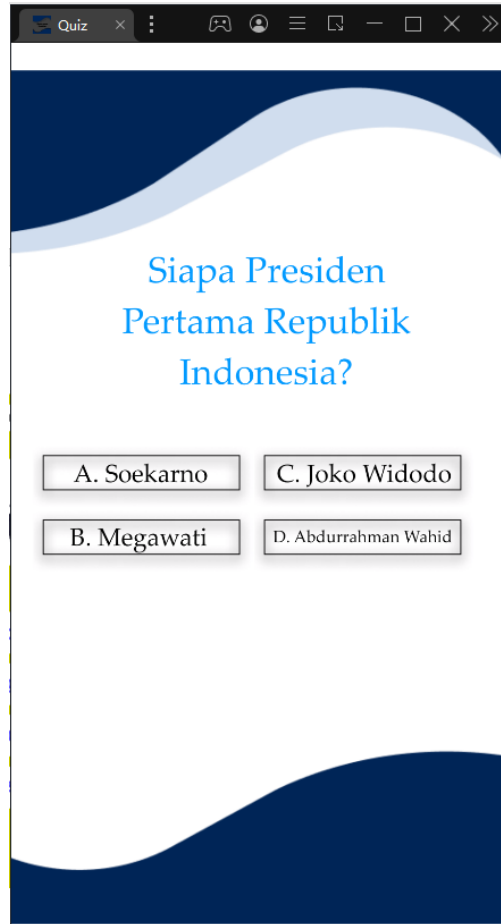 Quiz
Siapa Presiden
Pertama Republik
Indonesia?
A. Soekarno
C. Joko Widodo
B. Megawati
D. Abdurrahman Wahid